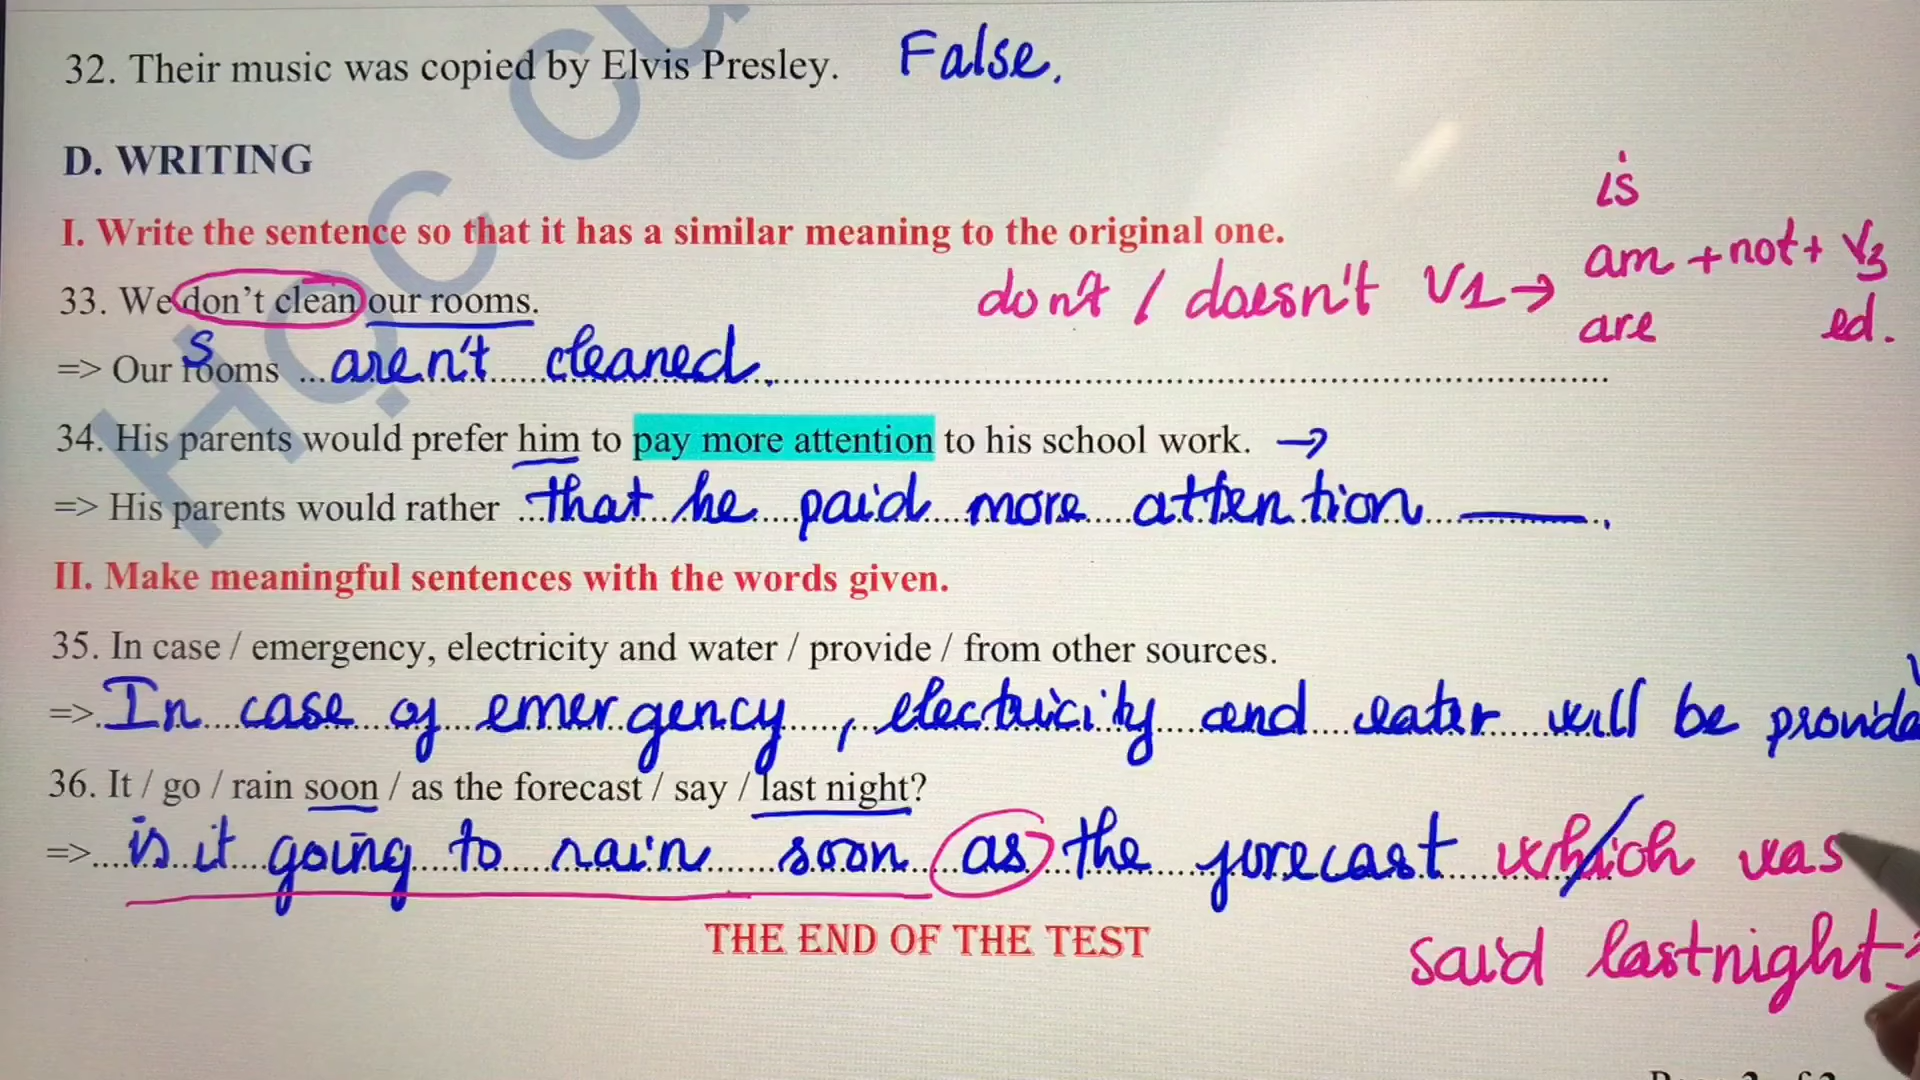 32. Their music was copied by Elvis Presley. False.
D. WRITING
I. Write the sentence so that it has a similar meaning to the original one.
is
am + not + V3
are ed.
don't / doesn't V1 →
33. We don't clean our rooms.
S
=> Our rooms ... aren't cleaned.
34. His parents would prefer him to pay more attention to his school work. →
=> His parents would rather that he paid more attention ___.
II. Make meaningful sentences with the words given.
35. In case / emergency, electricity and water / provide / from other sources.
=> In case of emergency, electricity and water will be provide
36. It / go / rain soon / as the forecast / say / last night?
=> is it going to rain soon as the forecast which was
said lastnight?
THE END OF THE TEST
HỌC